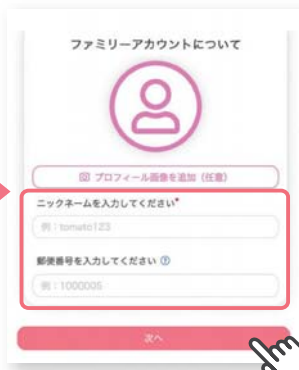 ファミリーアカウントについて
プロフィール画像を追加（任意）
ニックネームを入力してください*
例：tomato123
郵便番号を入力してください ?
例：1000005
次へ